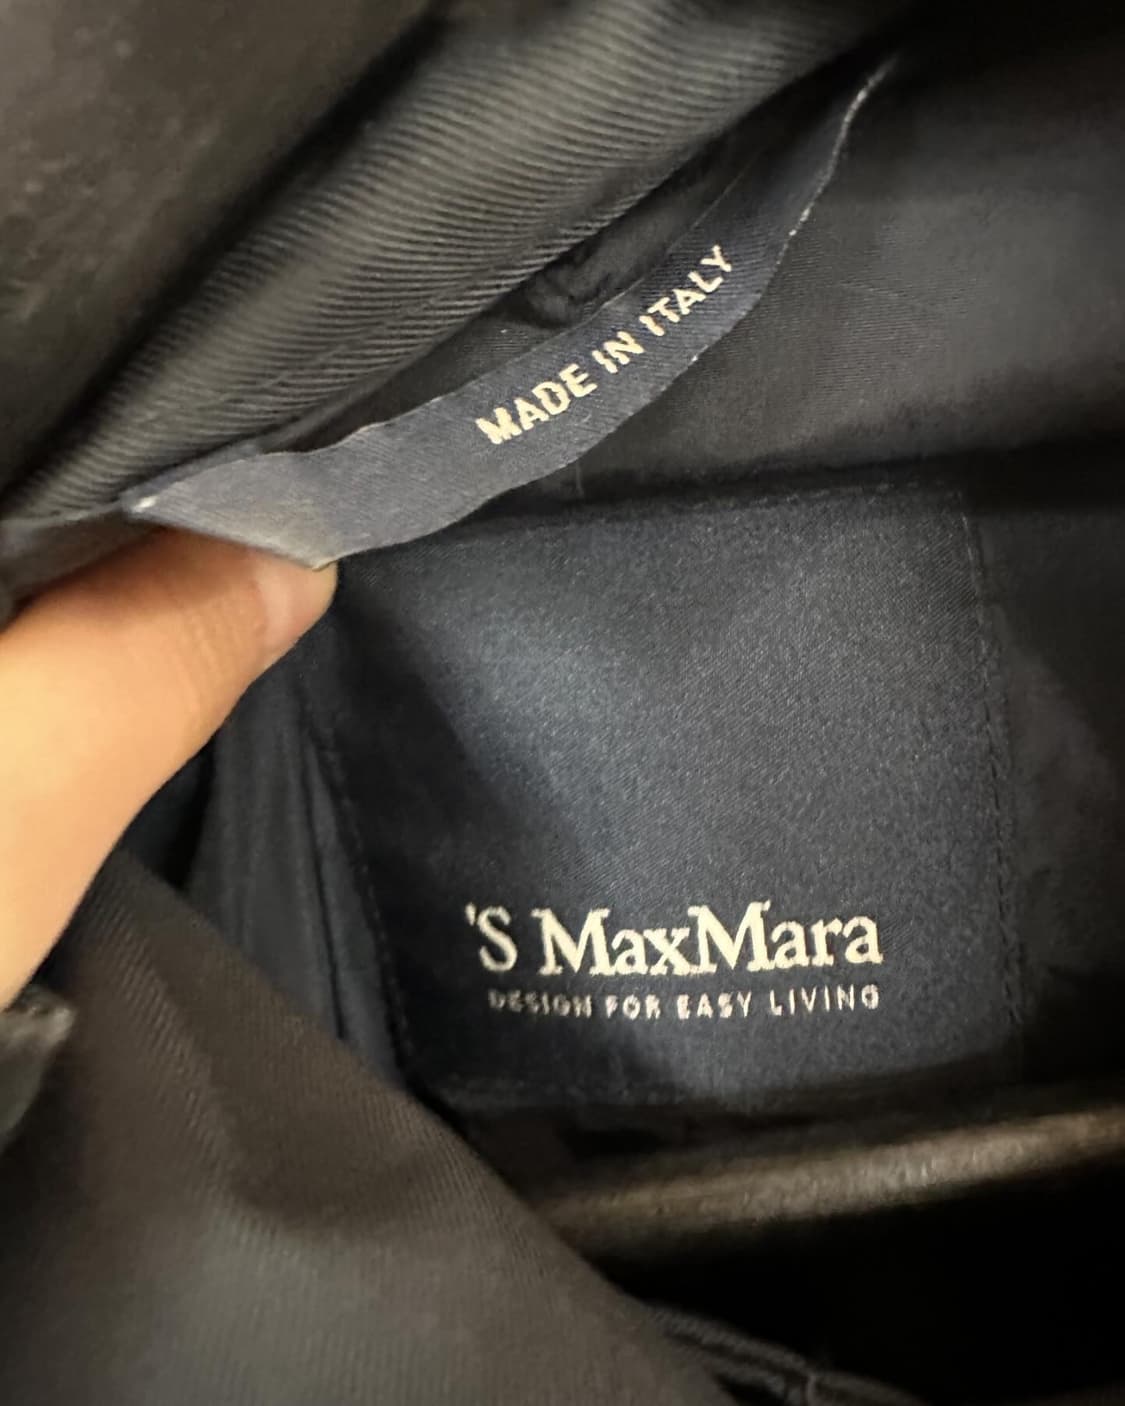 MADE IN ITALY
'S MaxMara
DESIGN FOR EASY LIVING